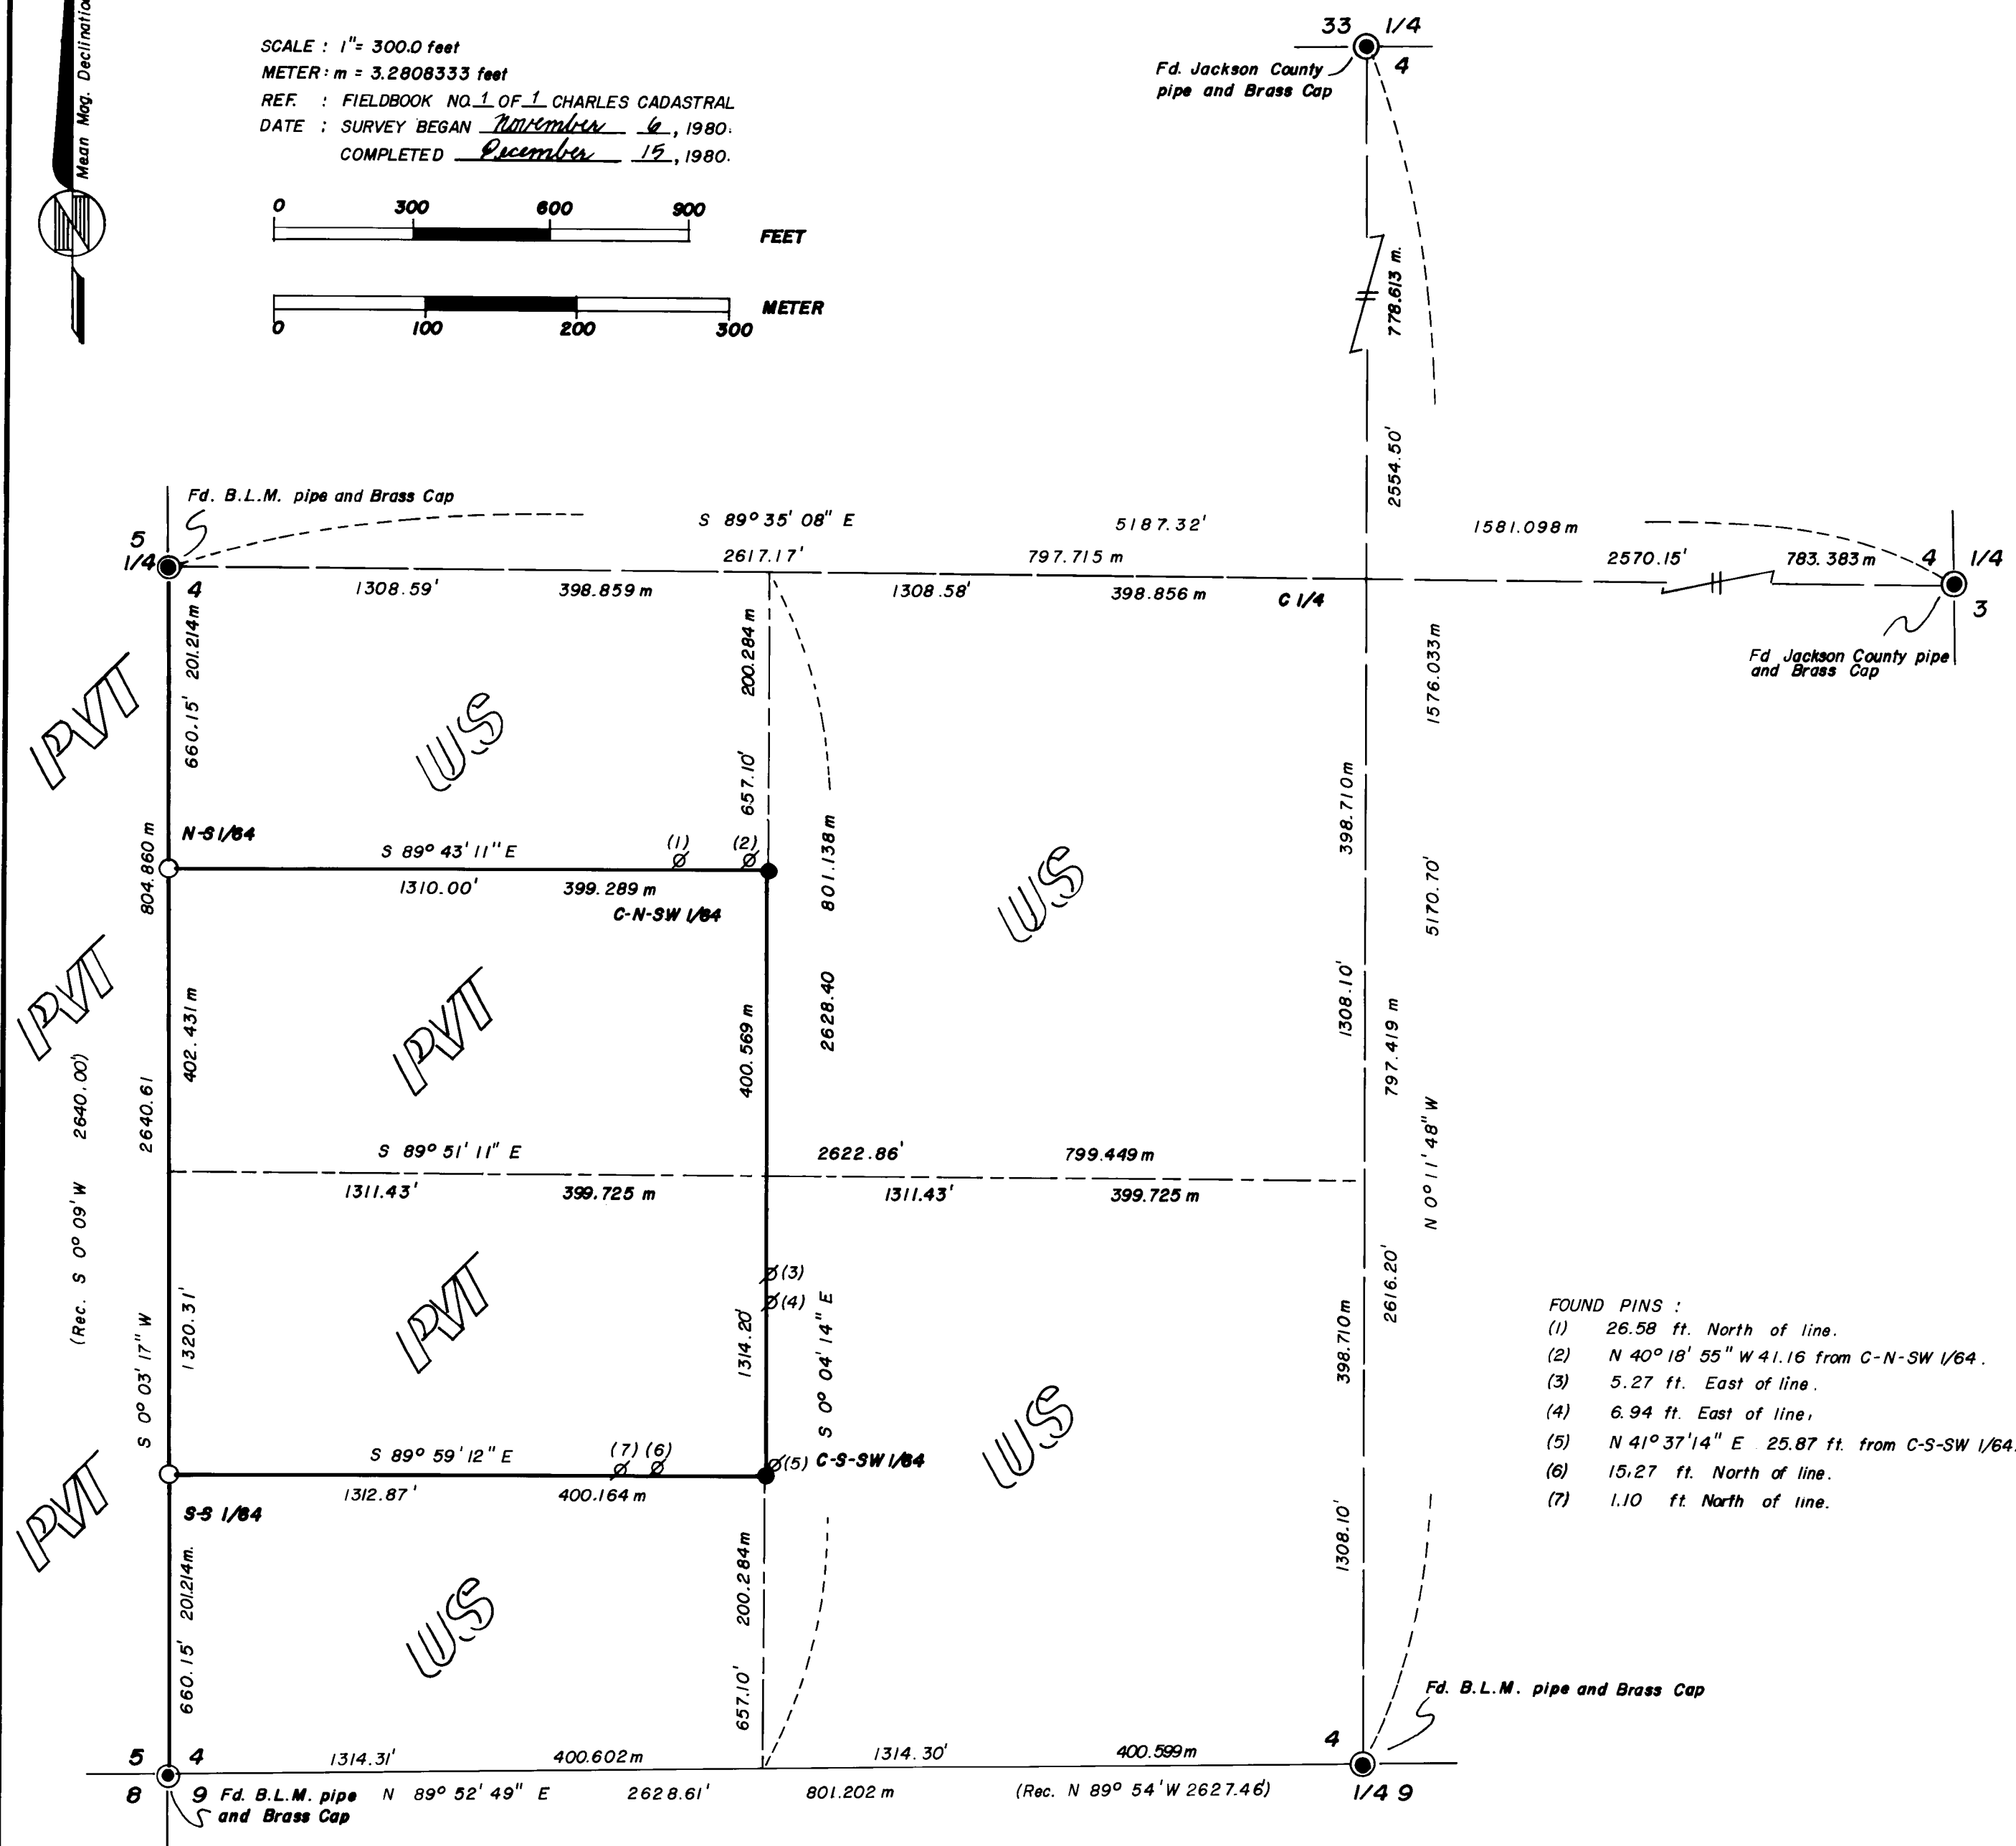 Mean Mag. Declination
SCALE : 1"= 300.0 feet
METER : m = 3.2808333 feet
REF. : FIELDBOOK NO. 1 OF 1 CHARLES CADASTRAL
DATE : SURVEY BEGAN November 6, 1980.
COMPLETED December 15, 1980.
0 300 600 900
FEET
METER
0 100 200 300
33 1/4
4
Fd. Jackson County
pipe and Brass Cap
778.613 m.
2554.50'
Fd. B.L.M. pipe and Brass Cap
5
1/4
4
S 89° 35' 08" E 5187.32' 1581.098 m
2617.17' 797.715 m 2570.15' 783.383 m
1308.59' 398.859 m 1308.58' 398.856 m C 1/4
4 1/4
3
Fd Jackson County pipe
and Brass Cap
660.15' 201.214m
200.284 m
657.10'
1576.033m
PVT
US
N-S 1/64
S 89° 43' 11" E (1) (2)
1310.00' 399.289 m
C-N-SW 1/64
804.860 m
801.138 m
398.710m
5170.70'
US
PVT
PVT
402.431 m
400.569 m
2628.40
1308.10'
797.419 m
(Rec. S 0° 09' W 2640.00')
2640.61
S 89° 51' 11" E 2622.86' 799.449 m
1311.43' 399.725 m 1311.43' 399.725 m
N 0° 11' 48" W
2616.20'
S 0° 03' 17" W
1320.31'
PVT
1314.20'
(3)
(4)
S 0° 04' 14" E
398.710m
US
FOUND PINS :
(1) 26.58 ft. North of line.
(2) N 40° 18' 55" W 41.16 from C-N-SW 1/64.
(3) 5.27 ft. East of line.
(4) 6.94 ft. East of line.
(5) N 41° 37' 14" E 25.87 ft. from C-S-SW 1/64.
(6) 15.27 ft. North of line.
(7) 1.10 ft. North of line.
S 89° 59' 12" E (7) (6) (5) C-S-SW 1/64
1312.87' 400.164 m
S-S 1/64
PVT
660.15' 201.214m.
US
200.284m
657.10'
1308.10'
Fd. B.L.M. pipe and Brass Cap
5 4
8 9
1314.31' 400.602 m 1314.30' 400.599 m
4
1/4 9
Fd. B.L.M. pipe
and Brass Cap
N 89° 52' 49" E 2628.61' 801.202 m (Rec. N 89° 54' W 2627.46)